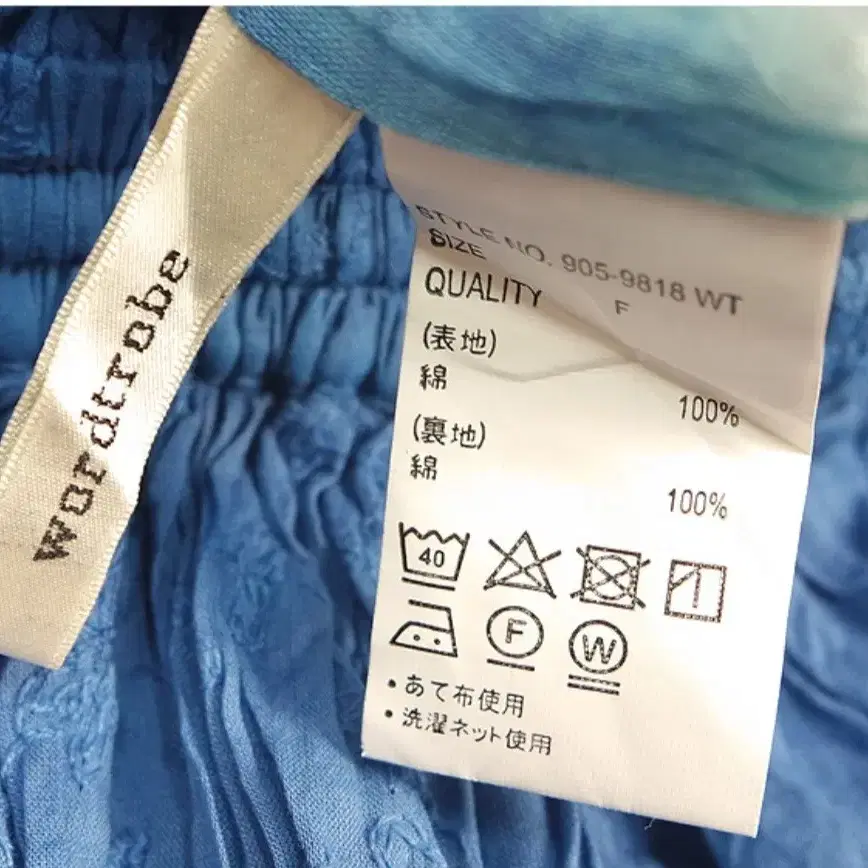 wordtrobe
STYLE NO. 905-9818 WT
SIZE F
QUALITY
(表地)
綿 100%
(裏地)
綿 100%
40
F W
・あて布使用
・洗濯ネット使用